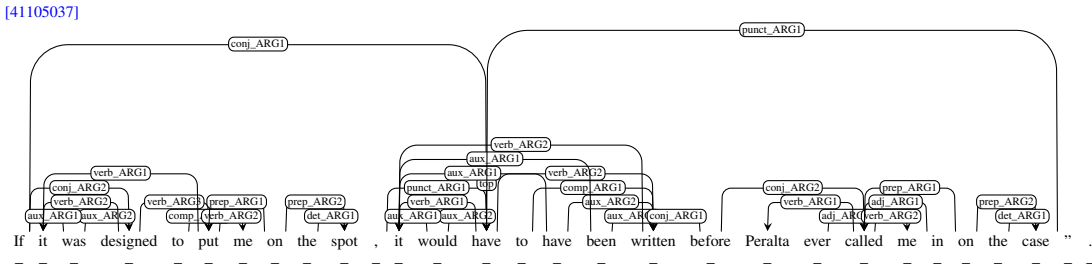 [41105037]
punct_ARG1
conj_ARG1
verb_ARG2
aux_ARG1
verb_ARG1 aux_ARG1 verb_ARG2
conj_ARG2 punct_ARG1 top comp_ARG1 conj_ARG2 prep_ARG1
verb_ARG2 verb_ARG3 prep_ARG1 prep_ARG2 verb_ARG1 aux_ARG2 verb_ARG1 adj_ARG1 prep_ARG2
aux_ARG1 aux_ARG2 comp_ verb_ARG2 det_ARG1 aux_ARG1 aux_ARG2 aux_AR conj_ARG1 adj_AR verb_ARG2 det_ARG1
If it was designed to put me on the spot , it would have to have been written before Peralta ever called me in on the case ” .
_ _ _ _ _ _ _ _ _ _ _ _ _ _ _ _ _ _ _ _ _ _ _ _ _ _ _ _ _